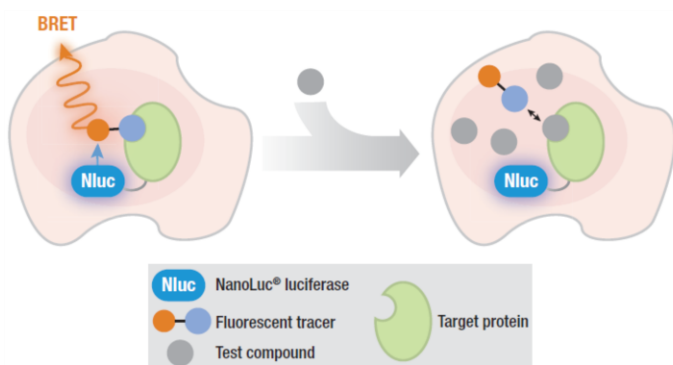 BRET
Nluc
Nluc
Nluc NanoLuc® luciferase
Fluorescent tracer
Test compound
Target protein